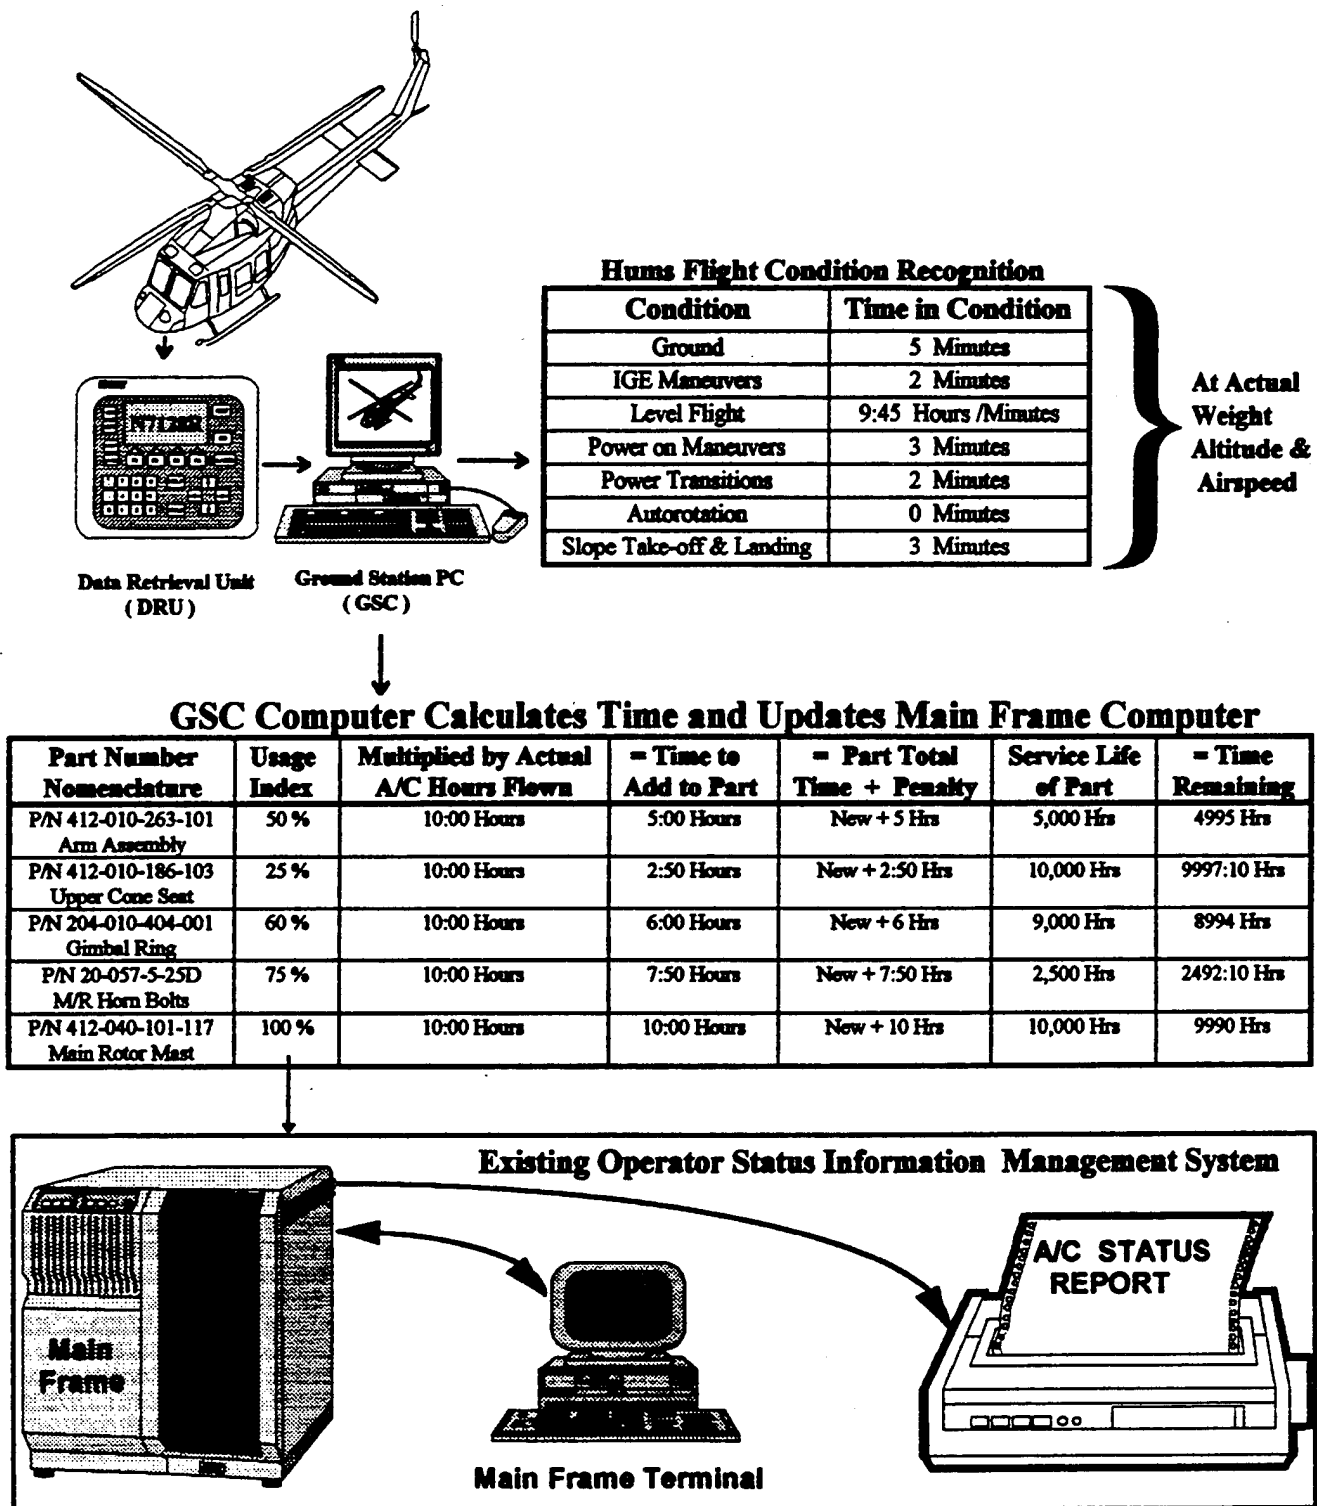 N7128R
Data Retrieval Unit
( DRU )
Ground Station PC
( GSC )
Hums Flight Condition Recognition
Condition Time in Condition
Ground 5 Minutes
IGE Maneuvers 2 Minutes
Level Flight 9:45 Hours /Minutes
Power on Maneuvers 3 Minutes
Power Transitions 2 Minutes
Autorotation 0 Minutes
Slope Take-off & Landing 3 Minutes
At Actual
Weight
Altitude &
Airspeed
GSC Computer Calculates Time and Updates Main Frame Computer
Part Number Usage Multiplied by Actual = Time to = Part Total Service Life = Time
Nomenclature Index A/C Hours Flown Add to Part Time + Penalty of Part Remaining
P/N 412-010-263-101 50 % 10:00 Hours 5:00 Hours New + 5 Hrs 5,000 Hrs 4995 Hrs
Arm Assembly
P/N 412-010-186-103 25 % 10:00 Hours 2:50 Hours New + 2:50 Hrs 10,000 Hrs 9997:10 Hrs
Upper Cone Seat
P/N 204-010-404-001 60 % 10:00 Hours 6:00 Hours New + 6 Hrs 9,000 Hrs 8994 Hrs
Gimbal Ring
P/N 20-057-5-25D 75 % 10:00 Hours 7:50 Hours New + 7:50 Hrs 2,500 Hrs 2492:10 Hrs
M/R Horn Bolts
P/N 412-040-101-117 100 % 10:00 Hours 10:00 Hours New + 10 Hrs 10,000 Hrs 9990 Hrs
Main Rotor Mast
Existing Operator Status Information Management System
Main
Frame
Main Frame Terminal
A/C STATUS
REPORT